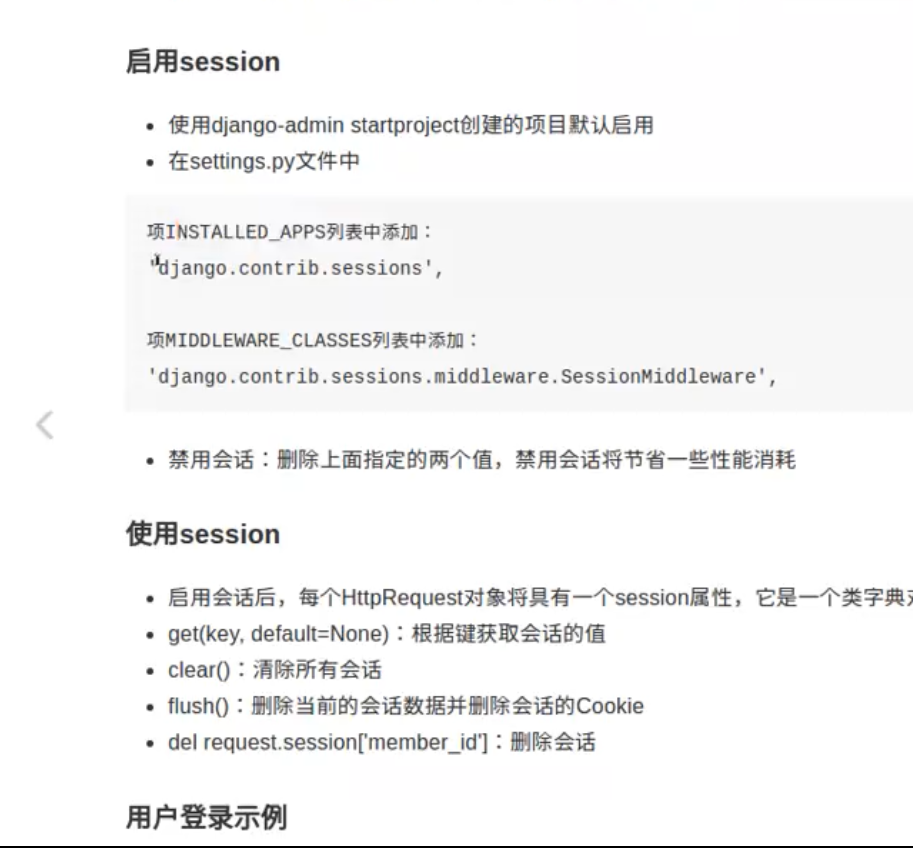 启用session
使用django-admin startproject创建的项目默认启用
在settings.py文件中
项INSTALLED_APPS列表中添加：
'django.contrib.sessions',
项MIDDLEWARE_CLASSES列表中添加：
'django.contrib.sessions.middleware.SessionMiddleware',
禁用会话：删除上面指定的两个值，禁用会话将节省一些性能消耗
使用session
启用会话后，每个HttpRequest对象将具有一个session属性，它是一个类字典
get(key, default=None)：根据键获取会话的值
clear()：清除所有会话
flush()：删除当前的会话数据并删除会话的Cookie
del request.session['member_id']：删除会话
用户登录示例